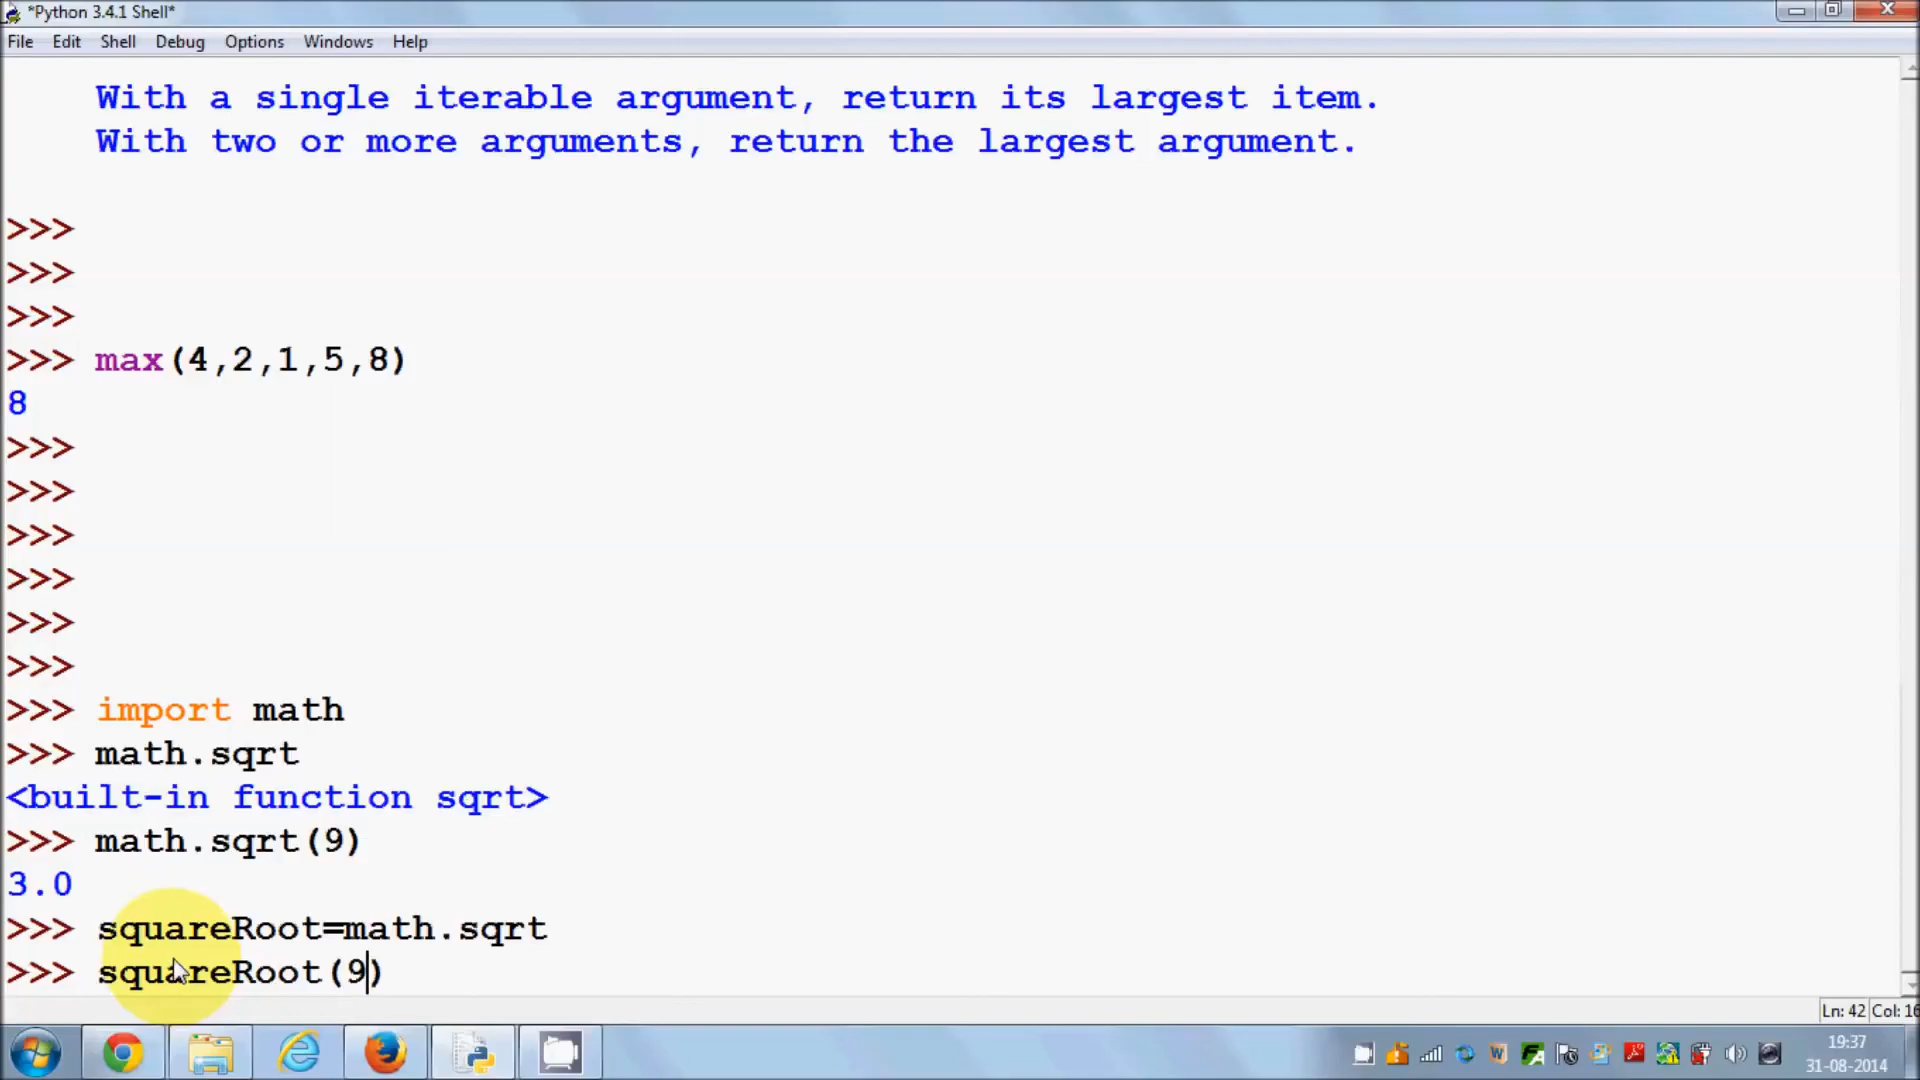 *Python 3.4.1 Shell*
File Edit Shell Debug Options Windows Help
With a single iterable argument, return its largest item.
With two or more arguments, return the largest argument.
>>>
>>>
>>>
>>> max(4,2,1,5,8)
8
>>>
>>>
>>>
>>>
>>>
>>>
>>> import math
>>> math.sqrt
<built-in function sqrt>
>>> math.sqrt(9)
3.0
>>> squareRoot=math.sqrt
>>> squareRoot(9)
Ln: 42 Col: 16
19:37
31-08-2014